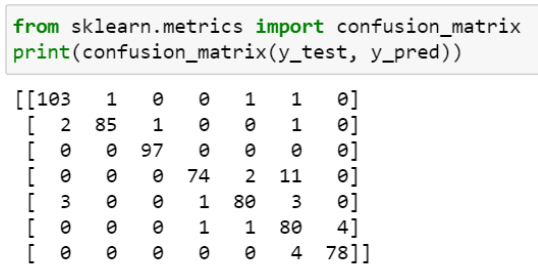 from sklearn.metrics import confusion_matrix
print(confusion_matrix(y_test, y_pred))
[[103 1 0 0 1 1 0]
[ 2 85 1 0 0 1 0]
[ 0 0 97 0 0 0 0]
[ 0 0 0 74 2 11 0]
[ 3 0 0 1 80 3 0]
[ 0 0 0 1 1 80 4]
[ 0 0 0 0 0 4 78]]